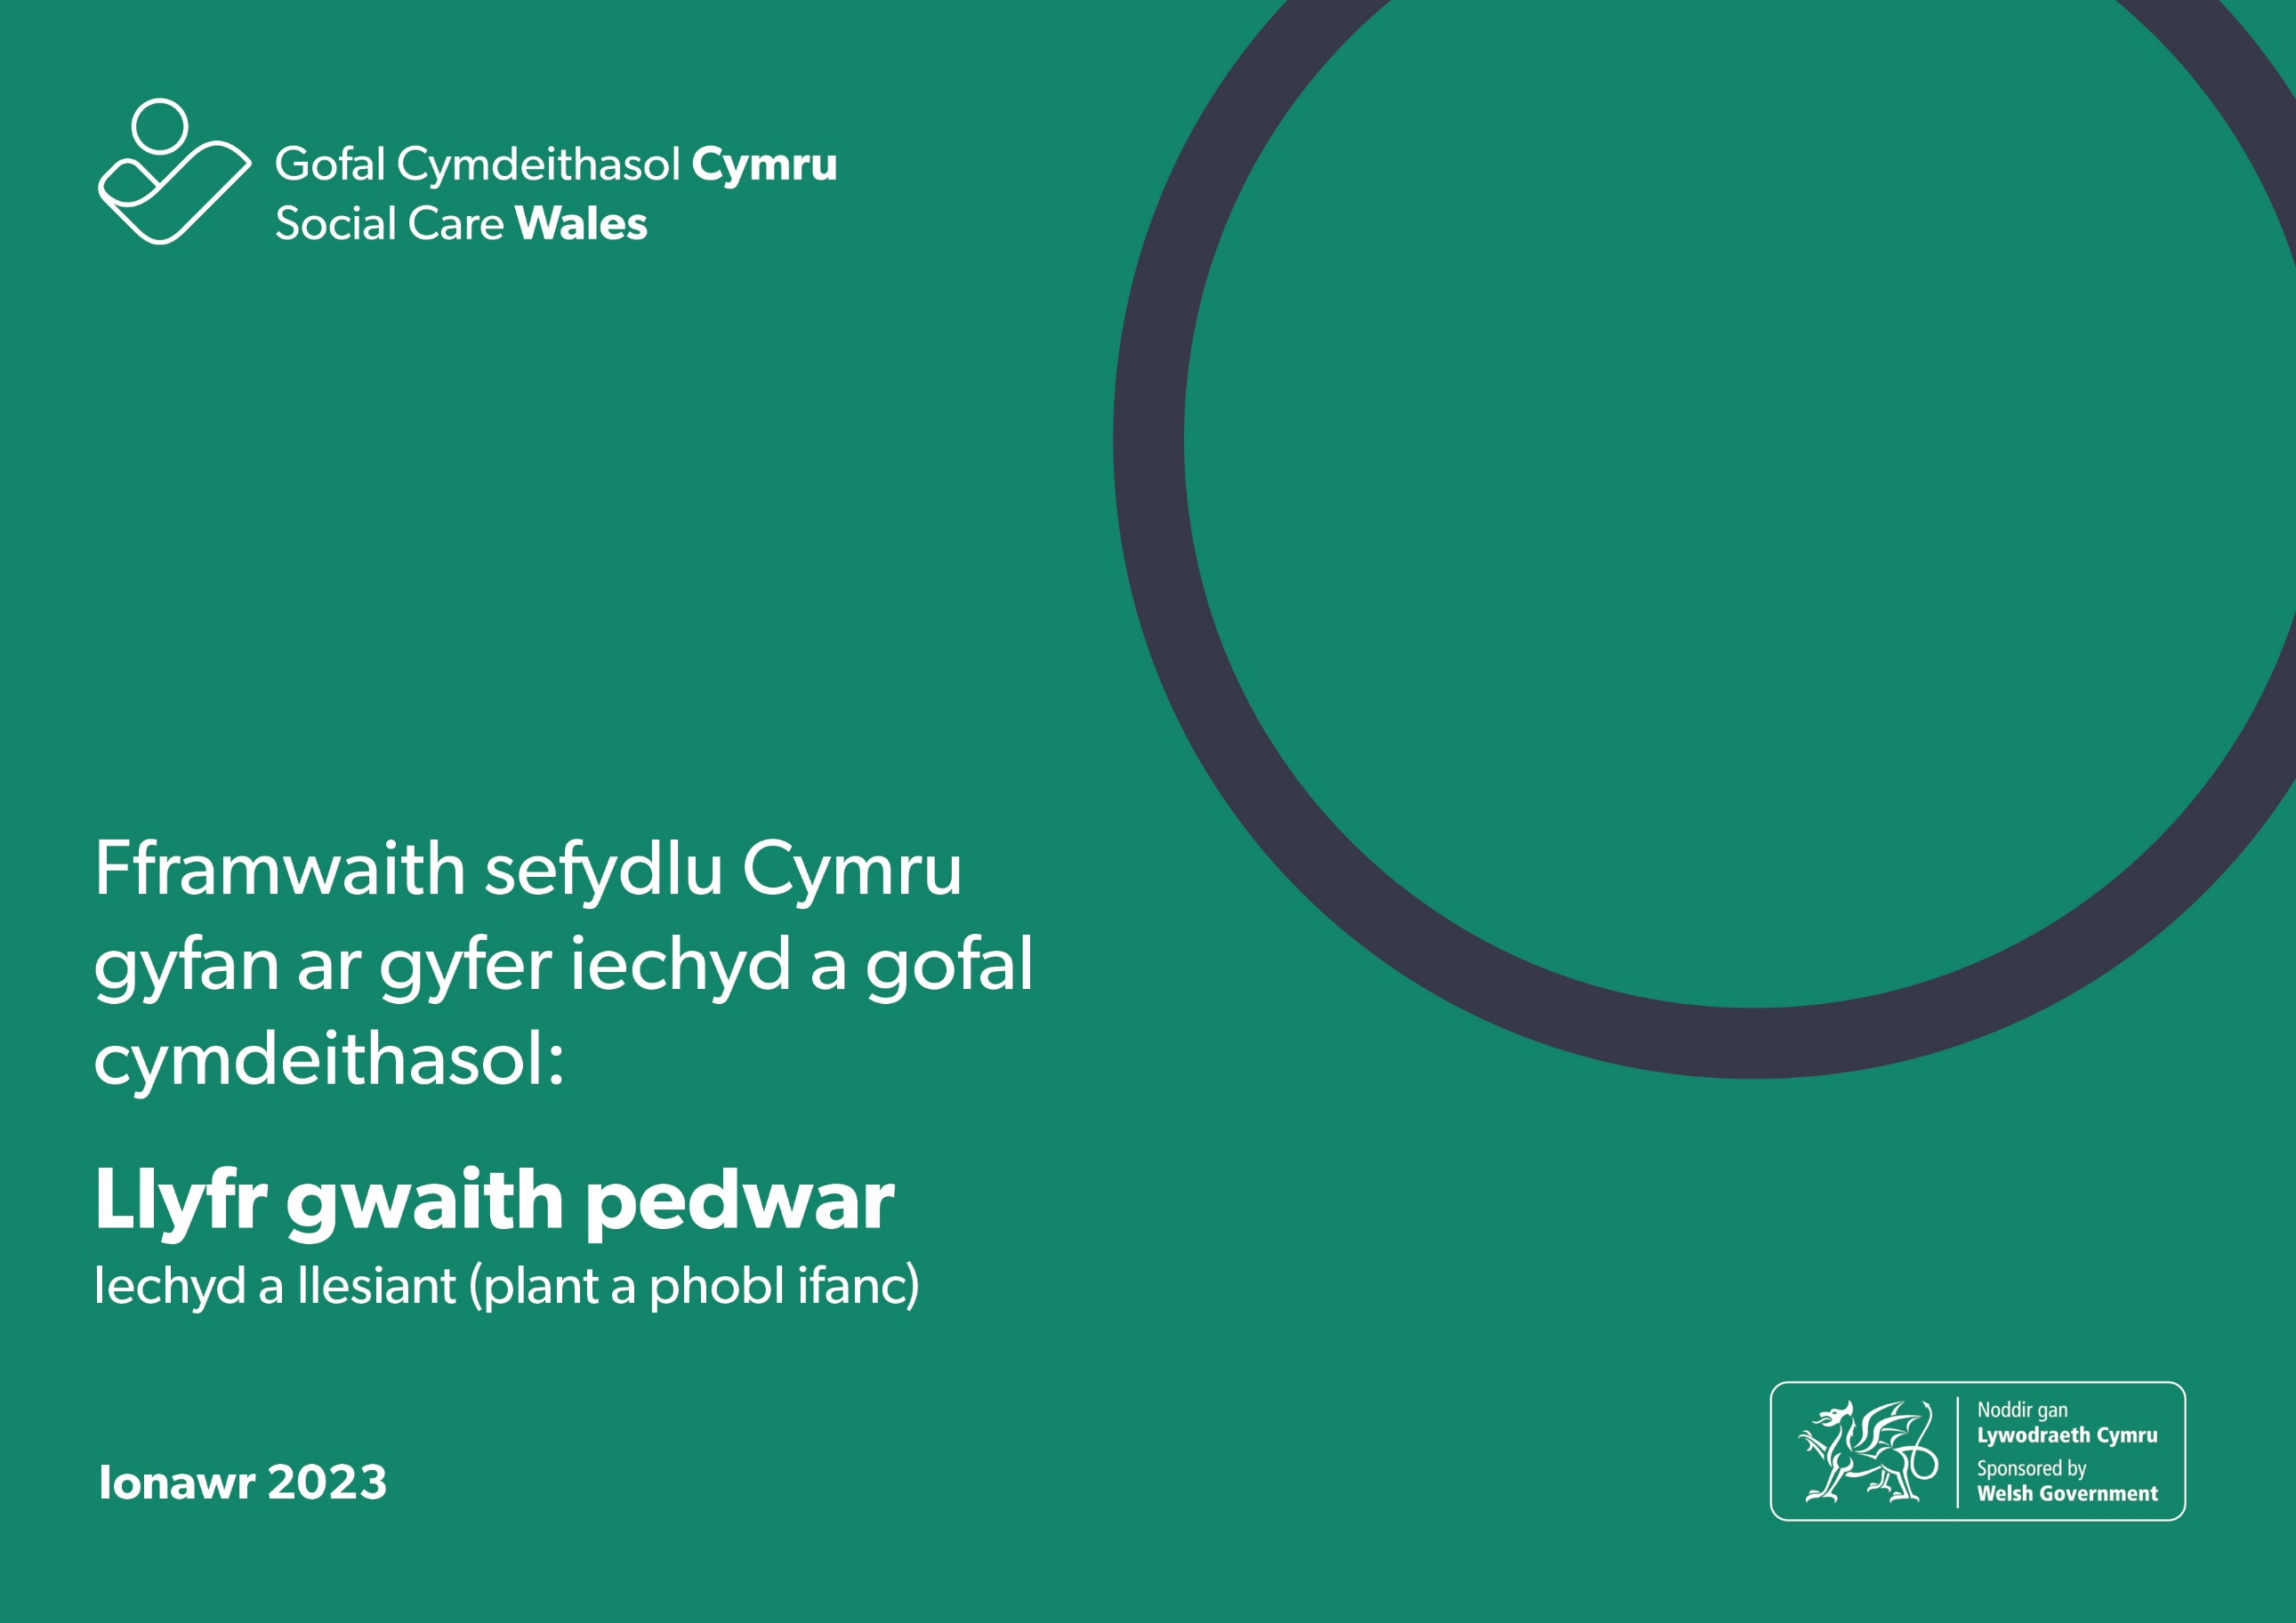 Gofal Cymdeithasol Cymru
Social Care Wales
Fframwaith sefydlu Cymru
gyfan ar gyfer iechyd a gofal
cymdeithasol:
Llyfr gwaith pedwar
Iechyd a llesiant (plant a phobl ifanc)
Ionawr 2023
Noddir gan
Lywodraeth Cymru
Sponsored by
Welsh Government